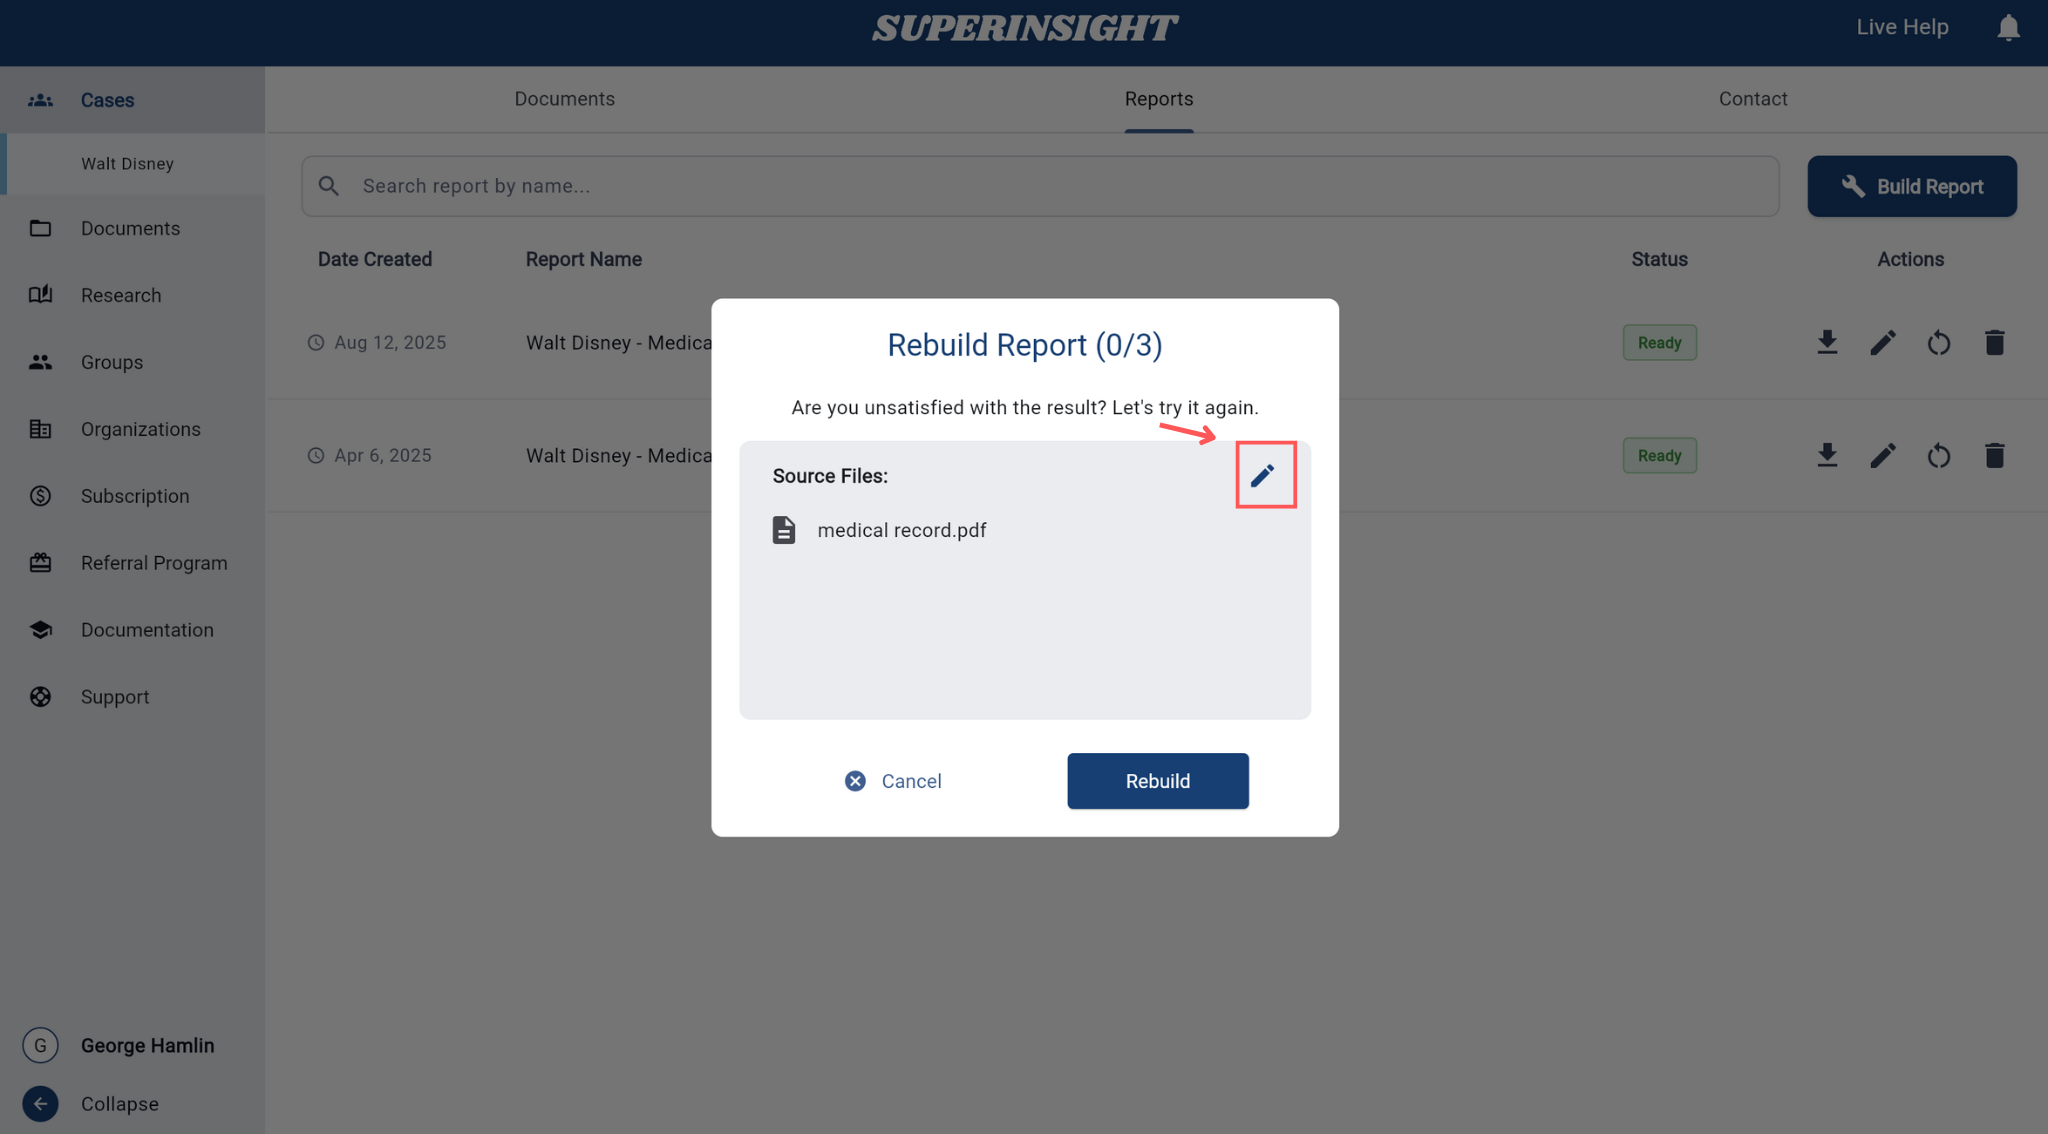 SUPERINSIGHT
Live Help
Cases
Walt Disney
Documents
Research
Groups
Organizations
Subscription
Referral Program
Documentation
Support
G George Hamlin
Collapse
Documents Reports Contact
Search report by name...
Build Report
Date Created Report Name Status Actions
Aug 12, 2025 Walt Disney - Medica Ready
Apr 6, 2025 Walt Disney - Medica Ready
Rebuild Report (0/3)
Are you unsatisfied with the result? Let's try it again.
Source Files:
medical record.pdf
Cancel Rebuild